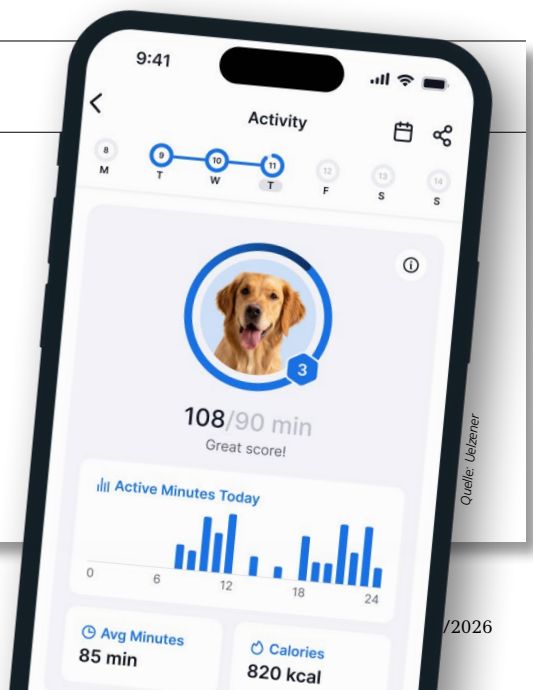 9:41
Activity
8 9 10 11 12 13 14
M T W T F S S
3
108/90 min
Great score!
Active Minutes Today
0 6 12 18 24
Avg Minutes
85 min
Calories
820 kcal
Quelle: Uelzener
/2026